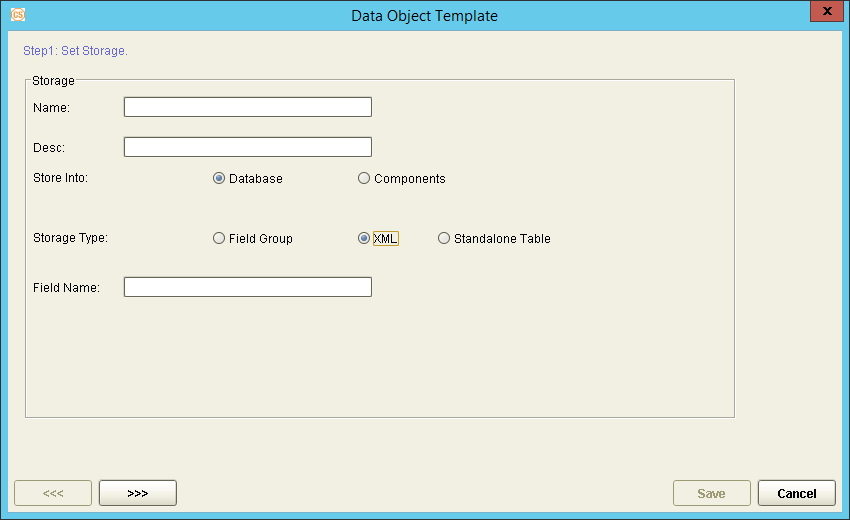 Data Object Template
x
Step1: Set Storage.
Storage
Name:
Desc:
Store Into: Database Components
Storage Type: Field Group XML Standalone Table
Field Name:
<<< >>> Save Cancel